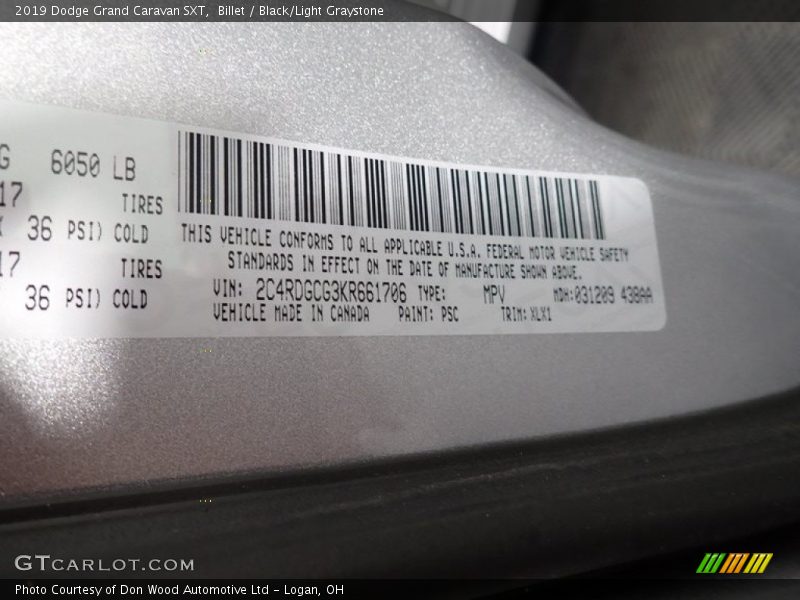 2019 Dodge Grand Caravan SXT, Billet / Black/Light Graystone
G 6050 LB
17 TIRES
36 PSI) COLD
17 TIRES
36 PSI) COLD
THIS VEHICLE CONFORMS TO ALL APPLICABLE U.S.A. FEDERAL MOTOR VEHICLE SAFETY
STANDARDS IN EFFECT ON THE DATE OF MANUFACTURE SHOWN ABOVE.
VIN: 2C4RDGCG3KR661706 TYPE: MPV MDH:031209 438AA
VEHICLE MADE IN CANADA PAINT: PSC TRIM: XLX1
GTCARLOT.COM
Photo Courtesy of Don Wood Automotive Ltd - Logan, OH